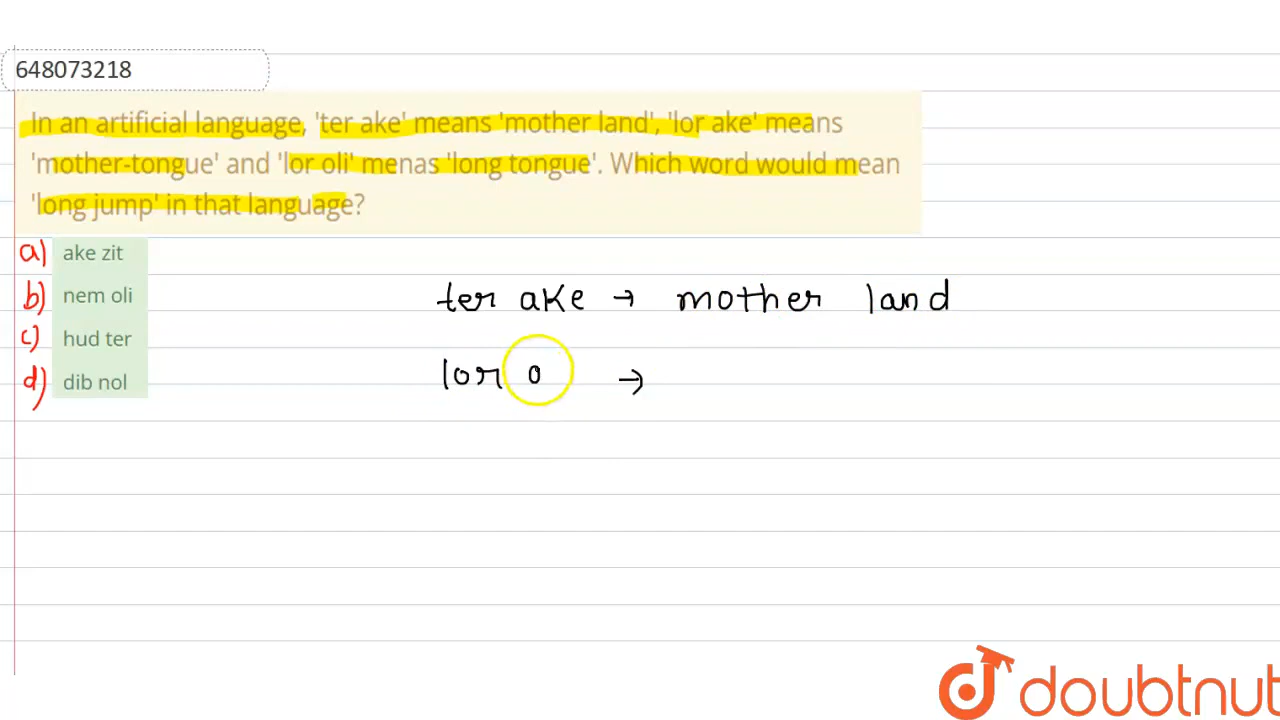 648073218
In an artificial language, 'ter ake' means 'mother land', 'lor ake' means
'mother-tongue' and 'lor oli' menas 'long tongue'. Which word would mean
'long jump' in that language?
a) ake zit
b) nem oli
c) hud ter
d) dib nol
ter ake → mother land
lor o →
doubtnut